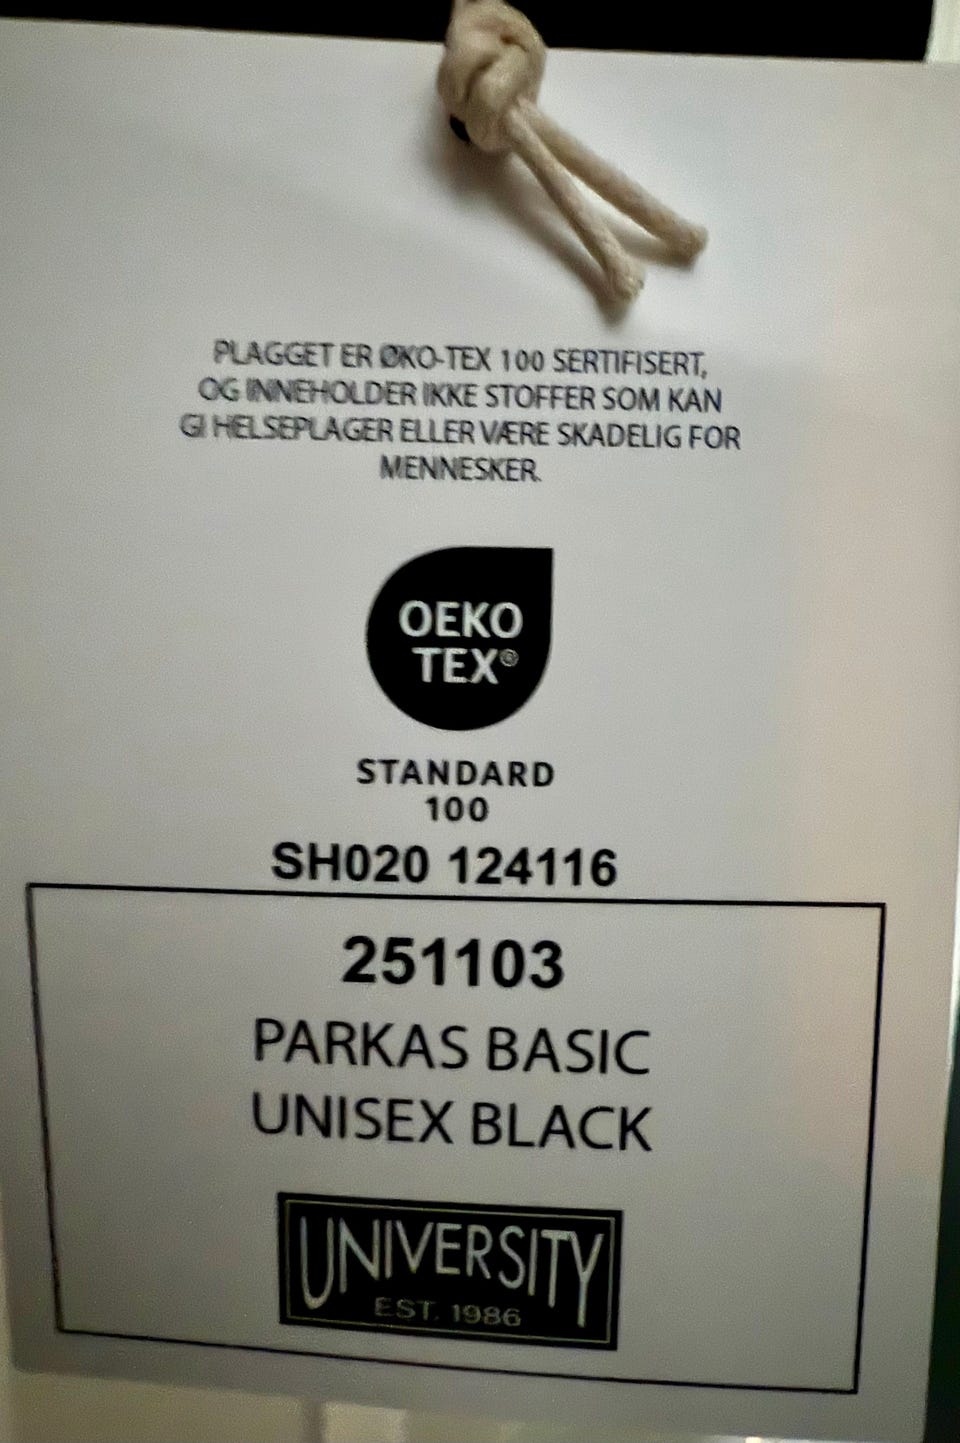 PLAGGET ER ØKO-TEX 100 SERTIFISERT,
OG INNEHOLDER IKKE STOFFER SOM KAN
GI HELSEPLAGER ELLER VÆRE SKADELIG FOR
MENNESKER.
OEKO
TEX®
STANDARD
100
SH020 124116
251103
PARKAS BASIC
UNISEX BLACK
UNIVERSITY
EST. 1986